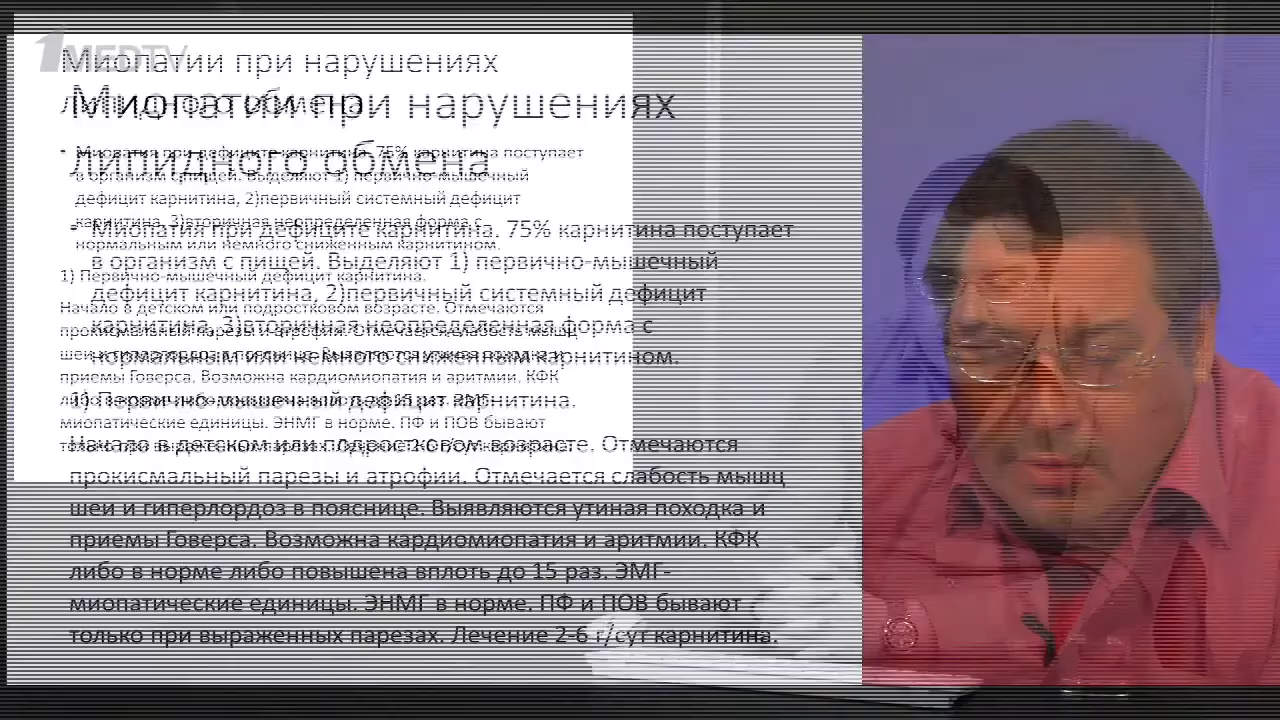 1MEDTV
Миопатии при нарушениях
липидного обмена
• Миопатия при дефиците карнитина. 75% карнитина поступает
в организм с пищей. Выделяют 1) первично-мышечный
дефицит карнитина, 2)первичный системный дефицит
карнитина, 3)вторичная неопределенная форма с
нормальным или немного сниженным карнитином.
1) Первично-мышечный дефицит карнитина.
Начало в детском или подростковом возрасте. Отмечаются
прокисмальный парезы и атрофии. Отмечается слабость мышц
шеи и гиперлордоз в пояснице. Выявляются утиная походка и
приемы Говерса. Возможна кардиомиопатия и аритмии. КФК
либо в норме либо повышена вплоть до 15 раз. ЭМГ-
миопатические единицы. ЭНМГ в норме. ПФ и ПОВ бывают
только при выраженных парезах. Лечение 2-6 г/сут карнитина.